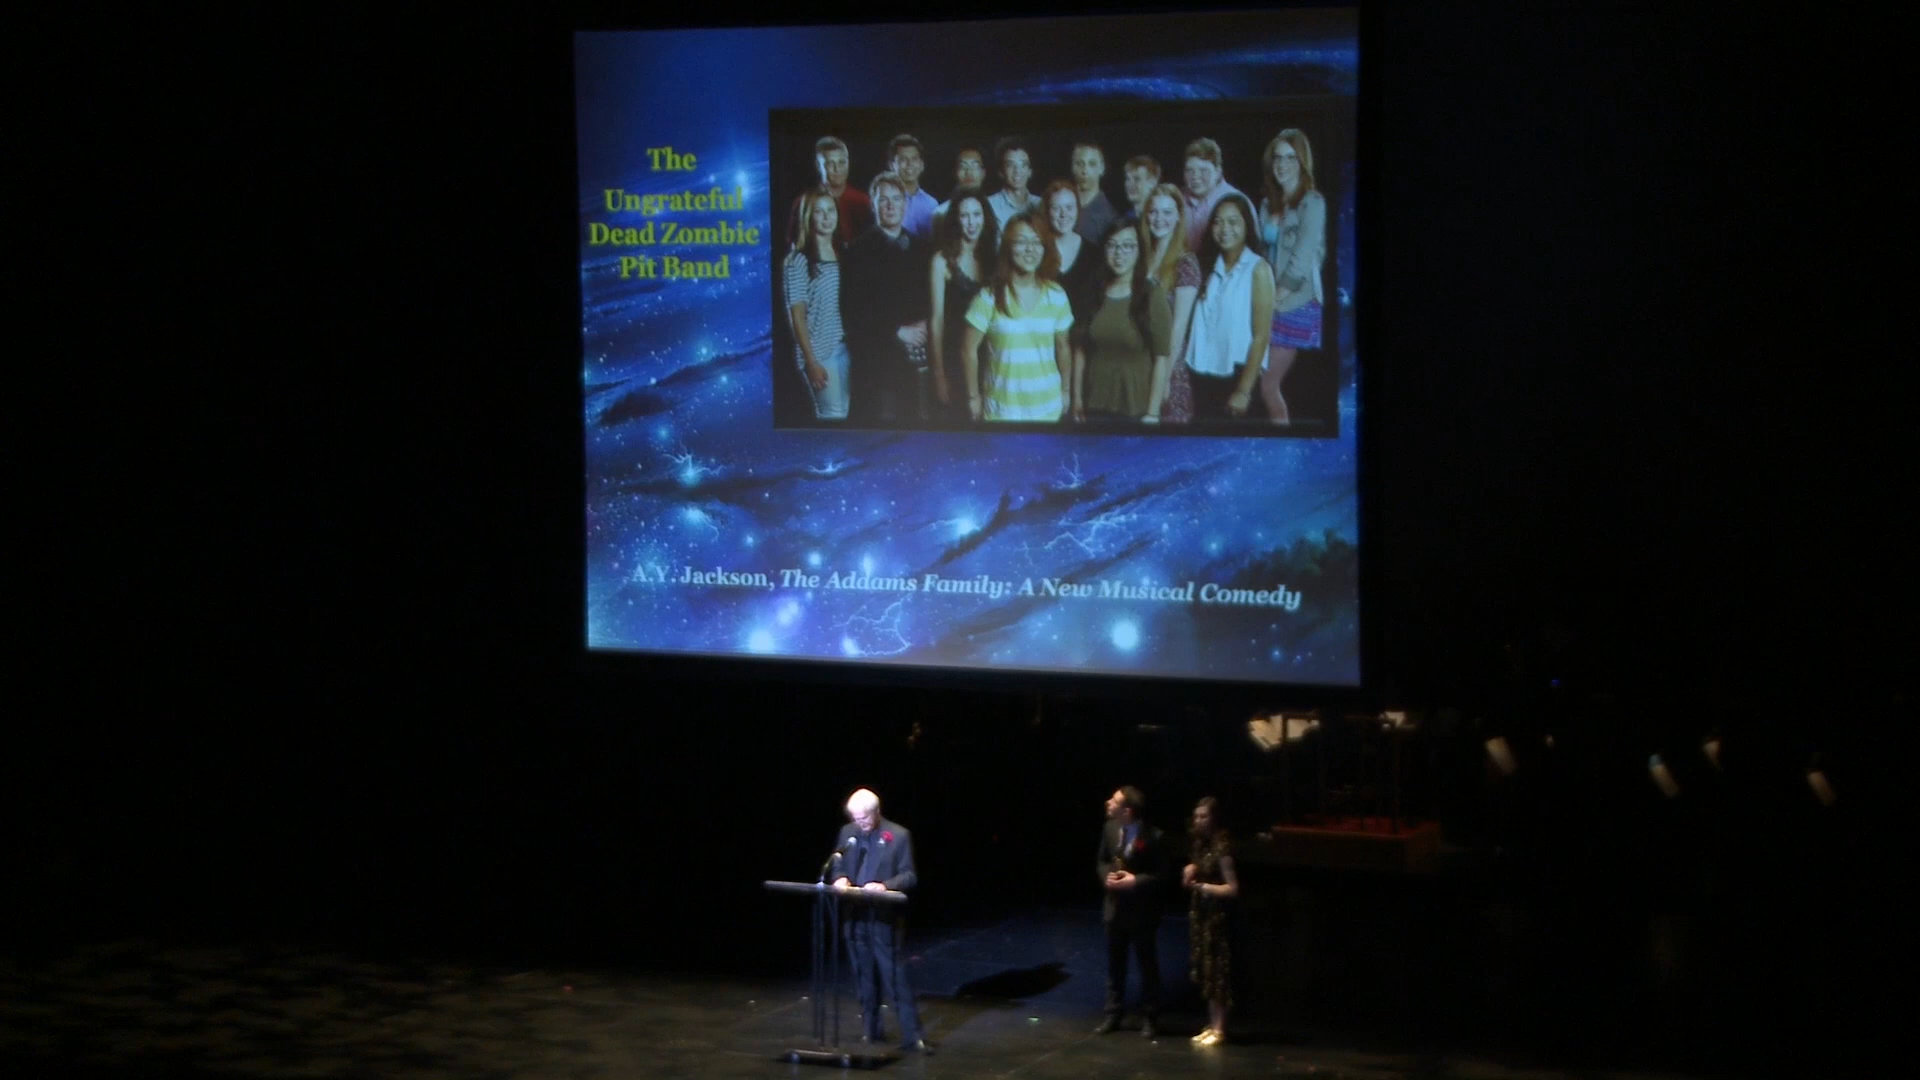 The
Ungrateful
Dead Zombie
Pit Band
A.Y. Jackson, The Addams Family: A New Musical Comedy